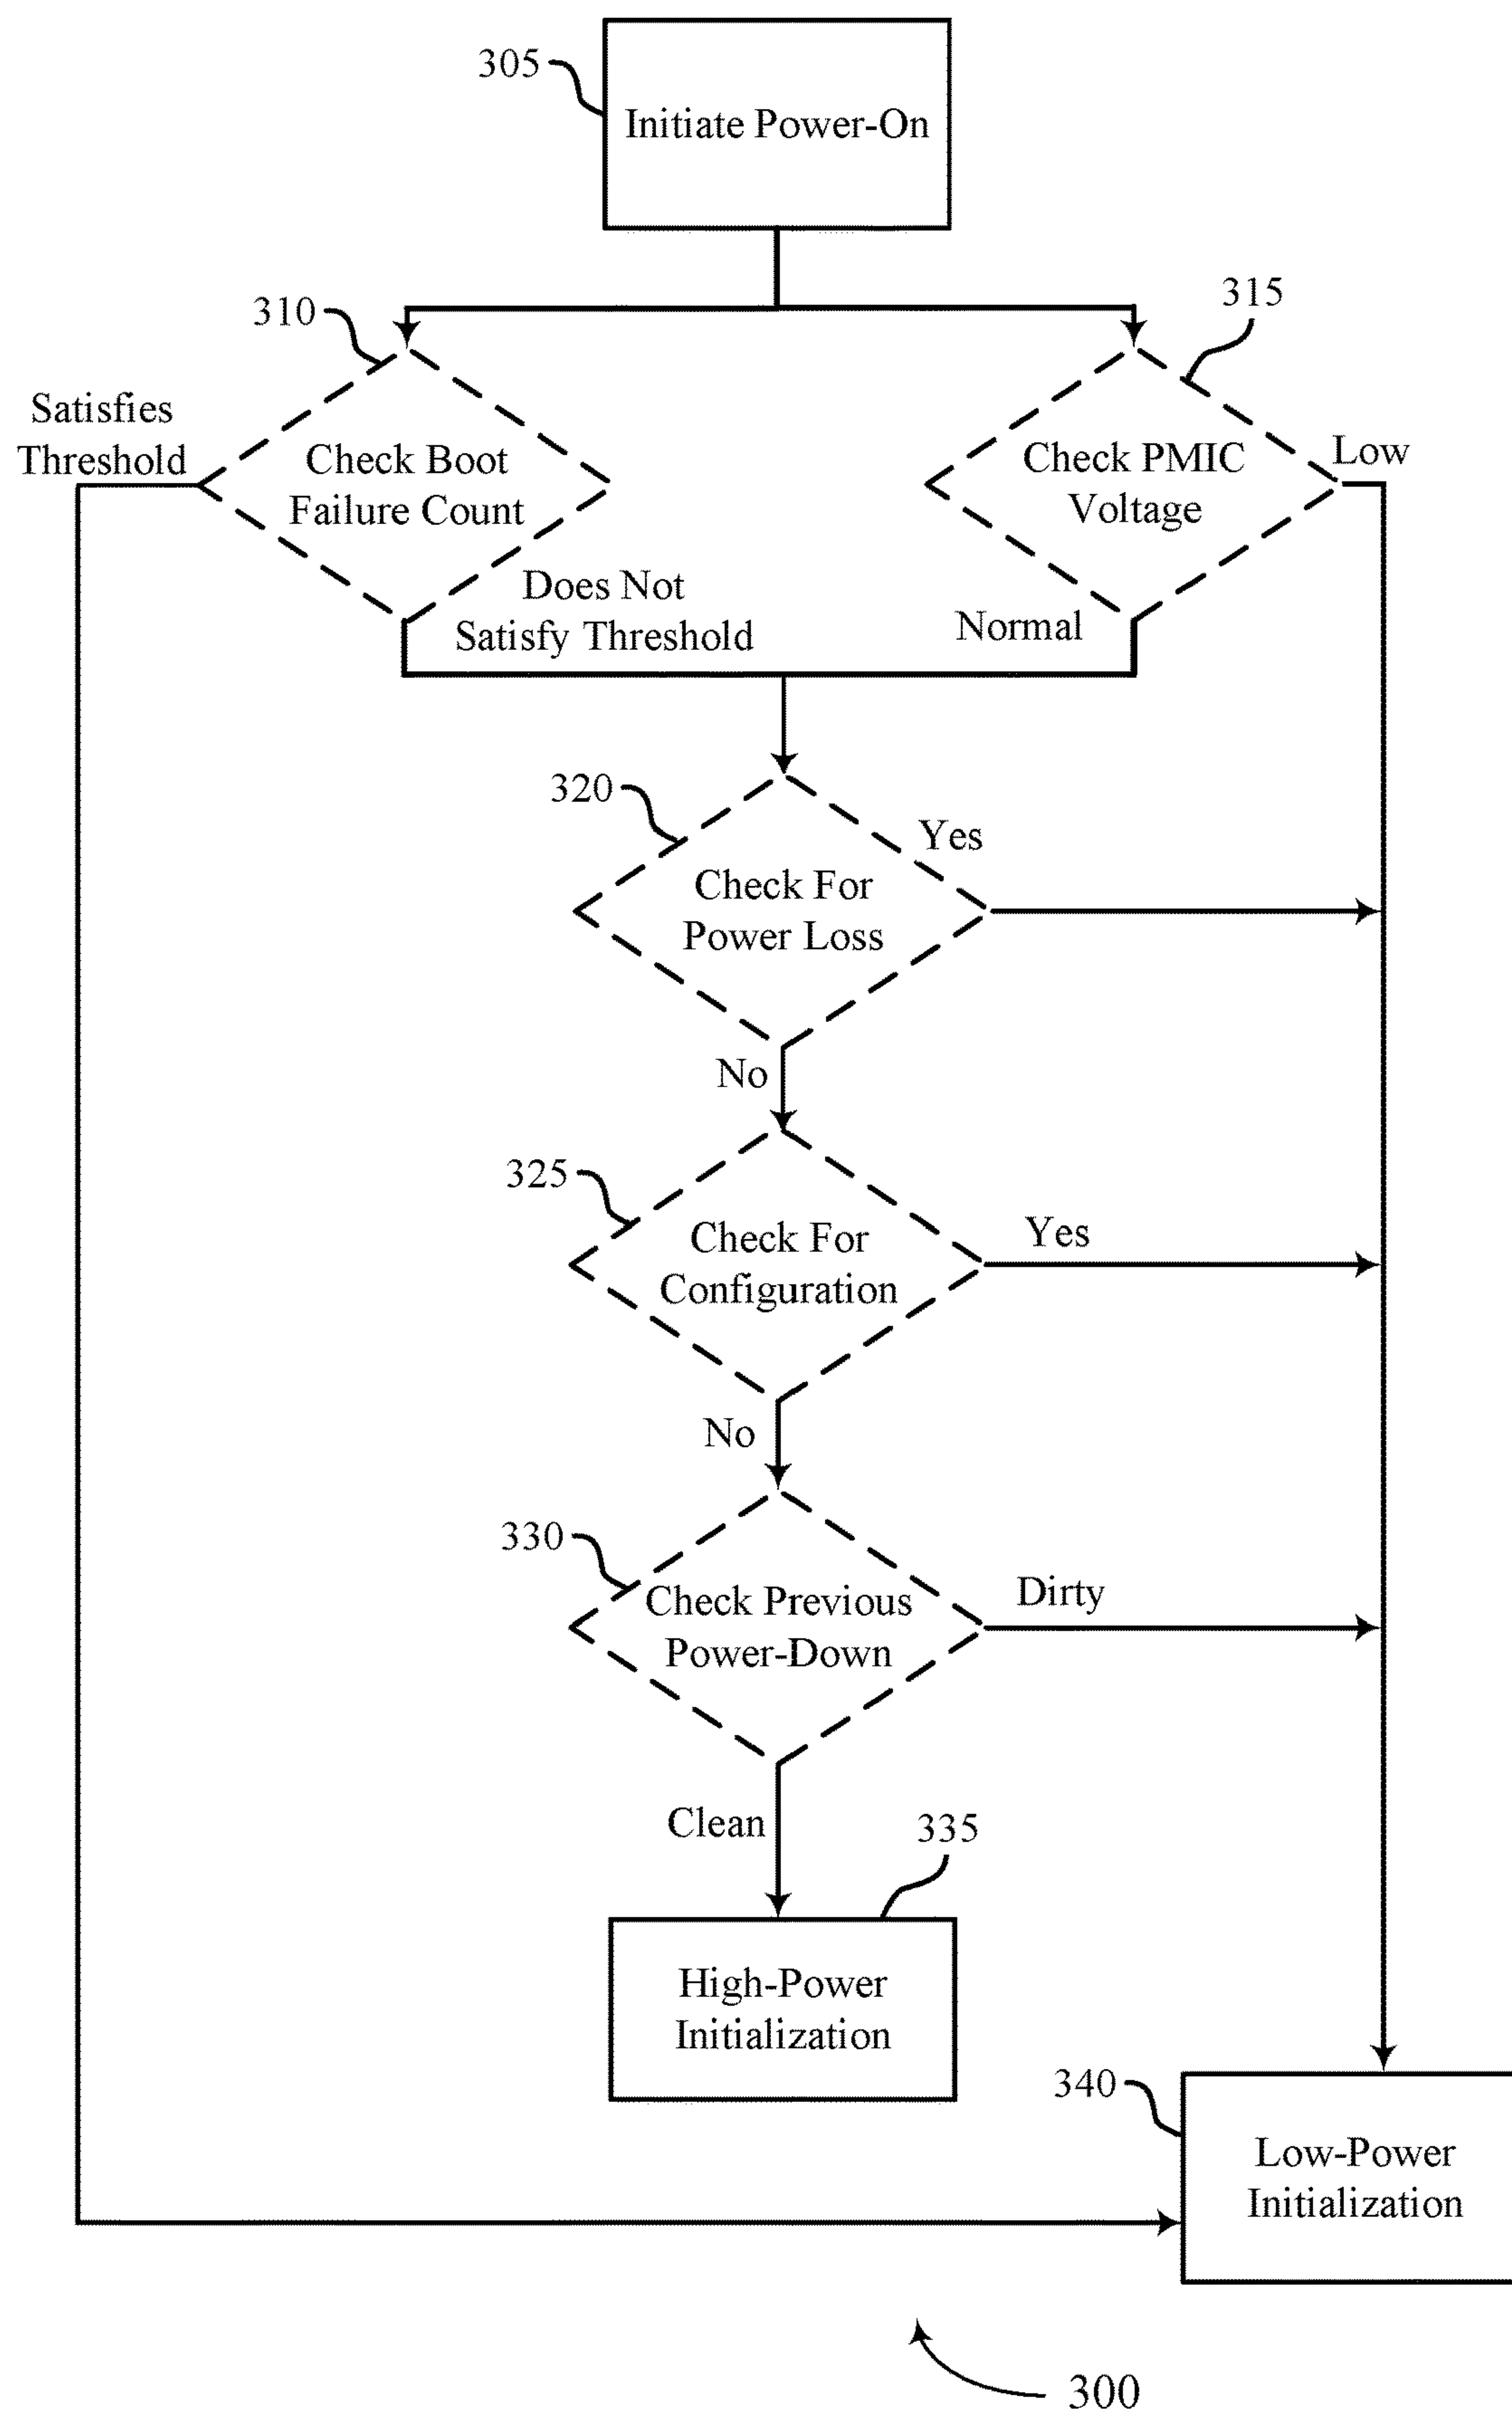 305
Initiate Power-On
310
315
Satisfies
Threshold
Check Boot
Failure Count
Check PMIC
Voltage
Low
Does Not
Satisfy Threshold
Normal
320
Yes
Check For
Power Loss
No
325
Check For
Configuration
Yes
No
330
Check Previous
Power-Down
Dirty
Clean
335
High-Power
Initialization
340
Low-Power
Initialization
300